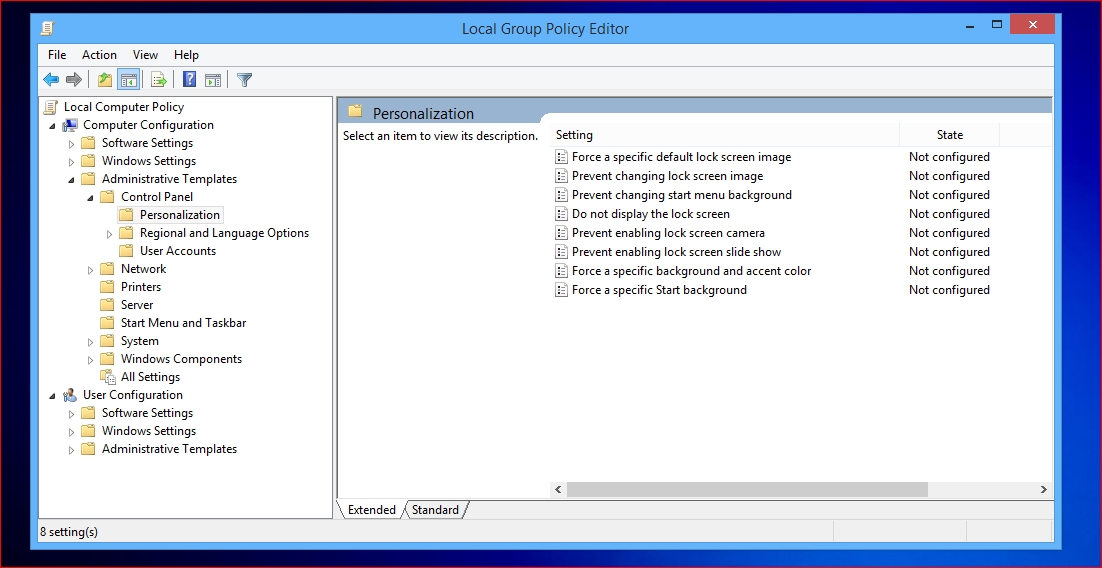 Local Group Policy Editor
File Action View Help
Local Computer Policy
Computer Configuration
Software Settings
Windows Settings
Administrative Templates
Control Panel
Personalization
Regional and Language Options
User Accounts
Network
Printers
Server
Start Menu and Taskbar
System
Windows Components
All Settings
User Configuration
Software Settings
Windows Settings
Administrative Templates
Personalization
Select an item to view its description.
Setting State
Force a specific default lock screen image Not configured
Prevent changing lock screen image Not configured
Prevent changing start menu background Not configured
Do not display the lock screen Not configured
Prevent enabling lock screen camera Not configured
Prevent enabling lock screen slide show Not configured
Force a specific background and accent color Not configured
Force a specific Start background Not configured
Extended Standard
8 setting(s)